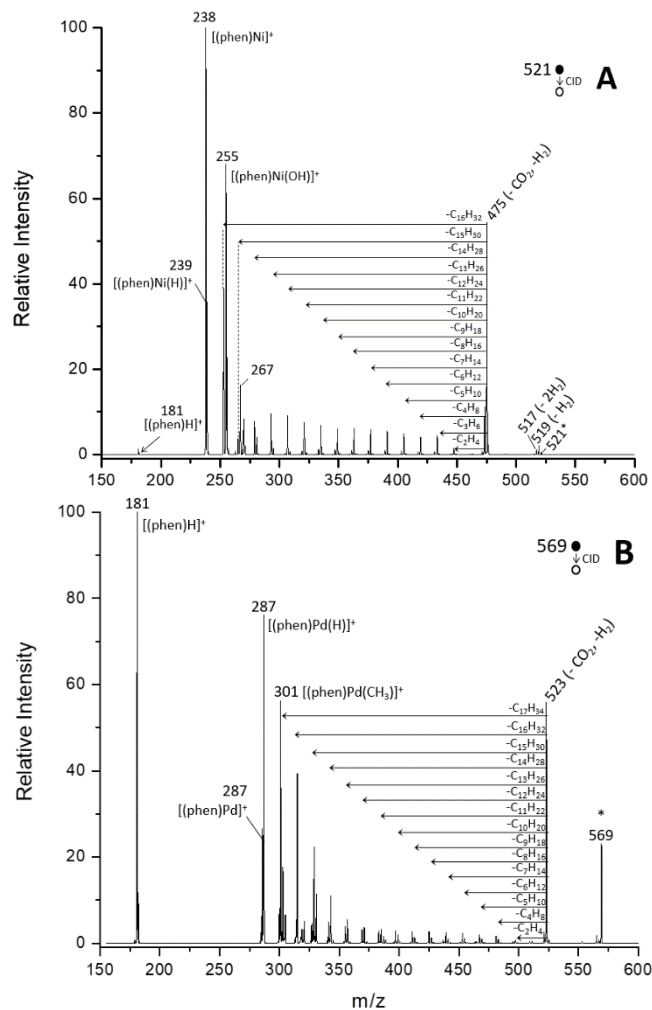 238
[(phen)Ni]⁺
521
CID
A
255
[(phen)Ni(OH)]⁺
475 (- CO₂, -H₂)
-C₁₆H₃₂
-C₁₅H₃₀
-C₁₄H₂₈
-C₁₃H₂₆
-C₁₂H₂₄
-C₁₁H₂₂
-C₁₀H₂₀
-C₉H₁₈
-C₈H₁₆
-C₇H₁₄
-C₆H₁₂
-C₅H₁₀
-C₄H₈
-C₃H₆
-C₂H₄
239
[(phen)Ni(H)]⁺
267
181
[(phen)H]⁺
517 (- 2H₂)
519 (- H₂)
521*
Relative Intensity
100
80
60
40
20
0
150 200 250 300 350 400 450 500 550 600
181
[(phen)H]⁺
569
CID
B
287
[(phen)Pd(H)]⁺
523 (- CO₂, -H₂)
301 [(phen)Pd(CH₃)]⁺
-C₁₇H₃₄
-C₁₆H₃₂
-C₁₅H₃₀
-C₁₄H₂₈
-C₁₃H₂₆
-C₁₂H₂₄
-C₁₁H₂₂
-C₁₀H₂₀
-C₉H₁₈
-C₈H₁₆
-C₇H₁₄
-C₆H₁₂
-C₅H₁₀
-C₄H₈
-C₂H₄
287
[(phen)Pd]⁺
*
569
Relative Intensity
100
80
60
40
20
0
150 200 250 300 350 400 450 500 550 600
m/z